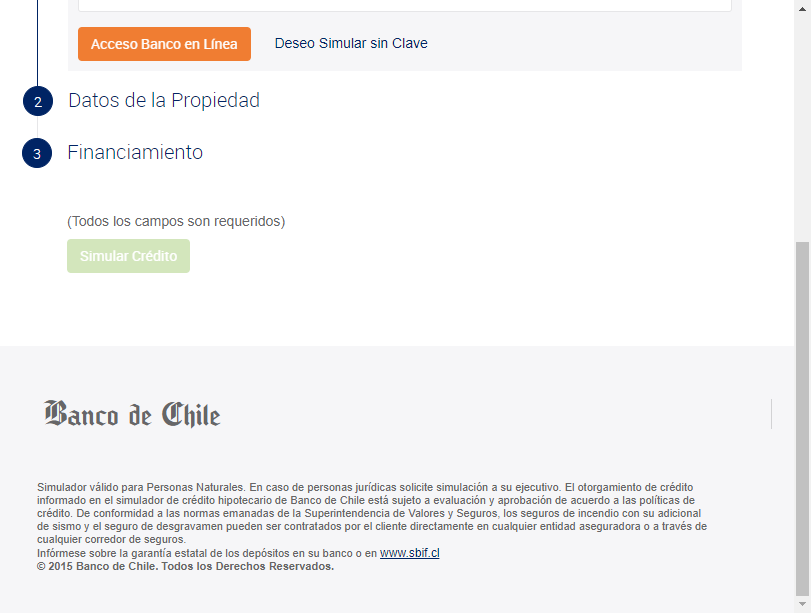 Acceso Banco en Línea
Deseo Simular sin Clave
2
Datos de la Propiedad
3
Financiamiento
(Todos los campos son requeridos)
Simular Crédito
Banco de Chile
Simulador válido para Personas Naturales. En caso de personas jurídicas solicite simulación a su ejecutivo. El otorgamiento de crédito
informado en el simulador de crédito hipotecario de Banco de Chile está sujeto a evaluación y aprobación de acuerdo a las políticas de
crédito. De conformidad a las normas emanadas de la Superintendencia de Valores y Seguros, los seguros de incendio con su adicional
de sismo y el seguro de desgravamen pueden ser contratados por el cliente directamente en cualquier entidad aseguradora o a través de
cualquier corredor de seguros.
Infórmese sobre la garantía estatal de los depósitos en su banco o en www.sbif.cl
© 2015 Banco de Chile. Todos los Derechos Reservados.